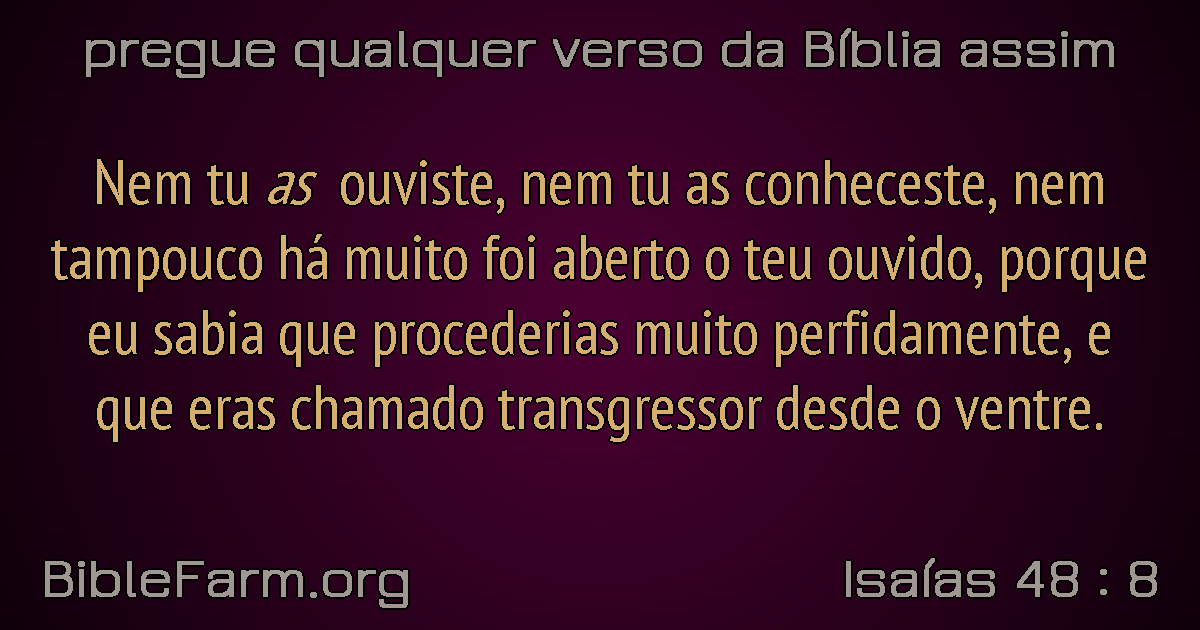 pregue qualquer verso da Bíblia assim
Nem tu as ouviste, nem tu as conheceste, nem
tampouco há muito foi aberto o teu ouvido, porque
eu sabia que procederias muito perfidamente, e
que eras chamado transgressor desde o ventre.
BibleFarm.org
Isaías 48 : 8